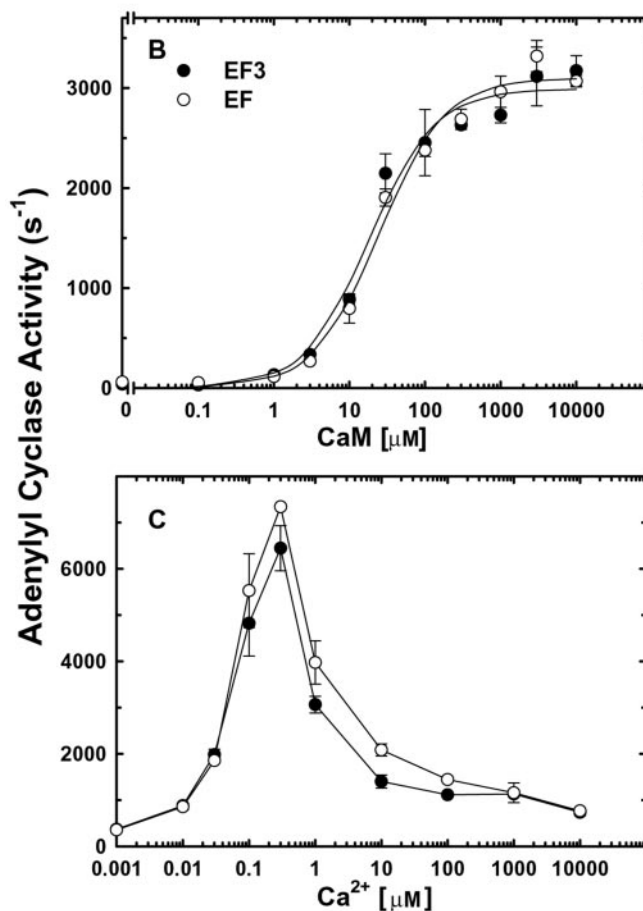 B
EF3
EF
3000
2000
1000
0
0 0.1 1 10 100 1000 10000
CaM [μM]
Adenylyl Cyclase Activity (s⁻¹)
C
6000
4000
2000
0
0.001 0.01 0.1 1 10 100 1000 10000
Ca²⁺ [μM]